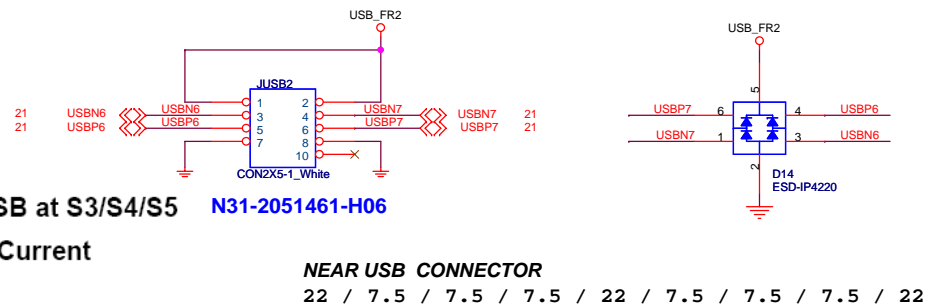 USB_FR2
USB_FR2
JUSB2
1 2
21 USBN6 USBN6 3 4 USBN7 USBN7 21
21 USBP6 USBP6 5 6 USBP7 USBP7 21
7 8
10
CON2X5-1_White
5
USBP7 6 4 USBP6
USBN7 1 3 USBN6
2
D14
ESD-IP4220
SB at S3/S4/S5 N31-2051461-H06
Current
NEAR USB CONNECTOR
22 / 7.5 / 7.5 / 7.5 / 22 / 7.5 / 7.5 / 7.5 / 22